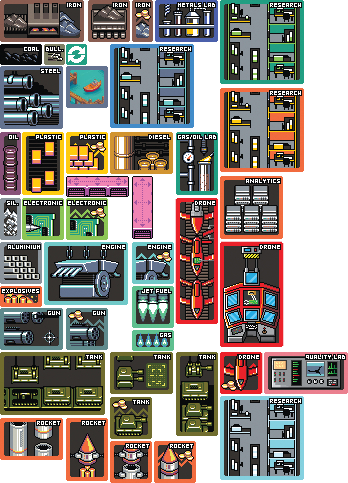 IRON
IRON
IRON
METALS LAB
RESEARCH
COAL
BULL.
STEEL
RESEARCH
RESEARCH
OIL
PLASTIC
PLASTIC
DIESEL
GAS/OIL LAB
ANALYTICS
SIL.
ELECTRONIC
ELECTRONIC
DRONE
ALUMINIUM
ENGINE
ENGINE
DRONE
EXPLOSIVES
JET FUEL
GUN
GUN
GAS
TANK
TANK
TANK
DRONE
QUALITY LAB
TANK
RESEARCH
ROCKET
ROCKET
ROCKET
ROCKET